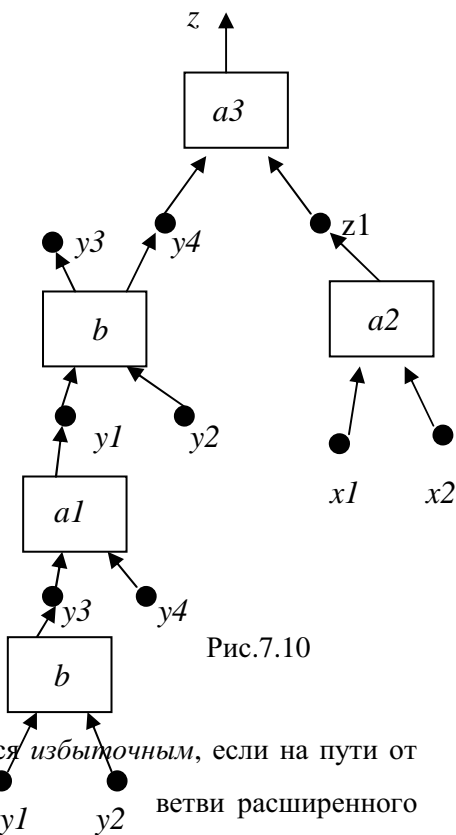 z
a3
y3
y4
z1
b
a2
y1
y2
x1
x2
a1
y3
y4
Рис.7.10
b
избыточным, если на пути от
y1
y2
ветви расширенного